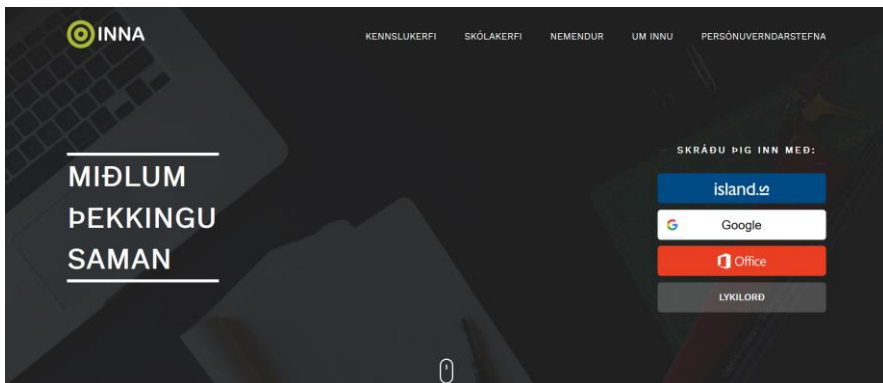 INNA
KENNSLUKERFI SKÓLAKERFI NEMENDUR UM INNU PERSÓNUVERNDARSTEFNA
MIÐLUM
ÞEKKINGU
SAMAN
SKRÁÐU ÞIG INN MEÐ:
island.is
Google
Office
LYKILORÐ